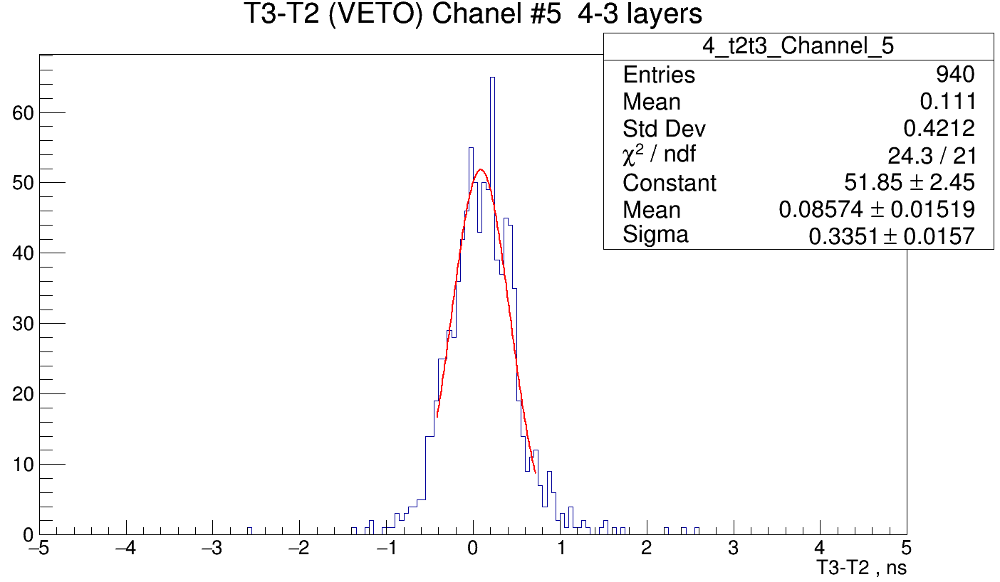 T3-T2 (VETO) Chanel #5 4-3 layers
4_t2t3_Channel_5
Entries 940
Mean 0.111
Std Dev 0.4212
χ² / ndf 24.3 / 21
Constant 51.85 ± 2.45
Mean 0.08574 ± 0.01519
Sigma 0.3351 ± 0.0157
60
50
40
30
20
10
0
−5 −4 −3 −2 −1 0 1 2 3 4 5
T3-T2 , ns